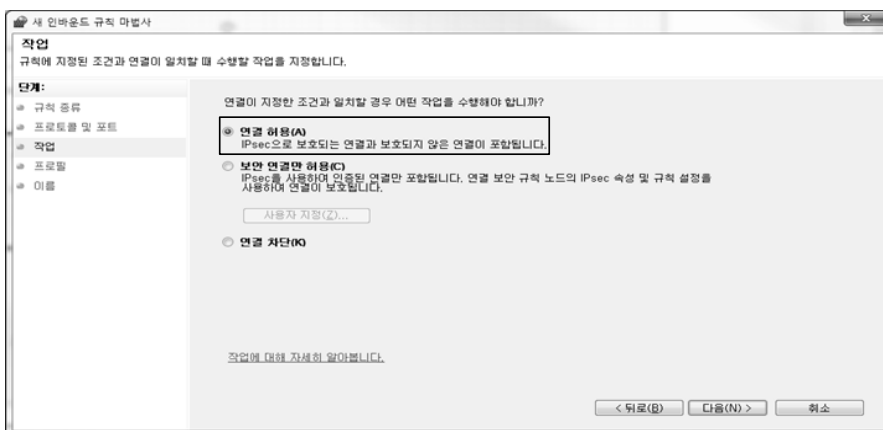 새 인바운드 규칙 마법사
작업
규칙에 지정된 조건과 연결이 일치할 때 수행할 작업을 지정합니다.
단계:
규칙 종류
프로토콜 및 포트
작업
프로필
이름
연결이 지정한 조건과 일치할 경우 어떤 작업을 수행해야 합니까?
연결 허용(A)
IPsec으로 보호되는 연결과 보호되지 않은 연결이 포함됩니다.
보안 연결만 허용(C)
IPsec을 사용하여 인증된 연결만 포함됩니다. 연결 보안 규칙 노드의 IPsec 속성 및 규칙 설정을
사용하여 연결이 보호됩니다.
사용자 지정(Z)...
연결 차단(K)
작업에 대해 자세히 알아봅니다.
< 뒤로(B)
다음(N) >
취소